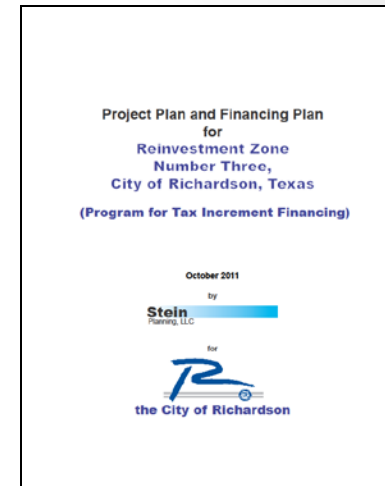 Project Plan and Financing Plan
for
Reinvestment Zone
Number Three,
City of Richardson, Texas
(Program for Tax Increment Financing)
October 2011
by
Stein
Planning, LLC
for
R
the City of Richardson